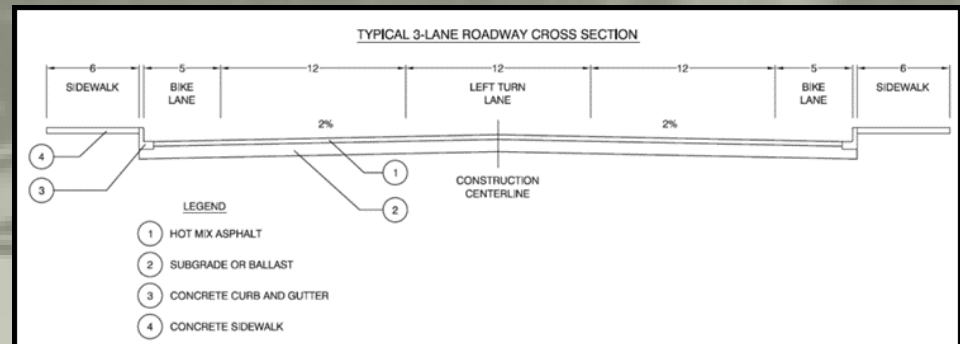 TYPICAL 3-LANE ROADWAY CROSS SECTION
6 5 12 12 12 5 6
SIDEWALK BIKE LANE LEFT TURN LANE BIKE LANE SIDEWALK
2% 2%
4
3
1
2
CONSTRUCTION
CENTERLINE
LEGEND
1 HOT MIX ASPHALT
2 SUBGRADE OR BALLAST
3 CONCRETE CURB AND GUTTER
4 CONCRETE SIDEWALK